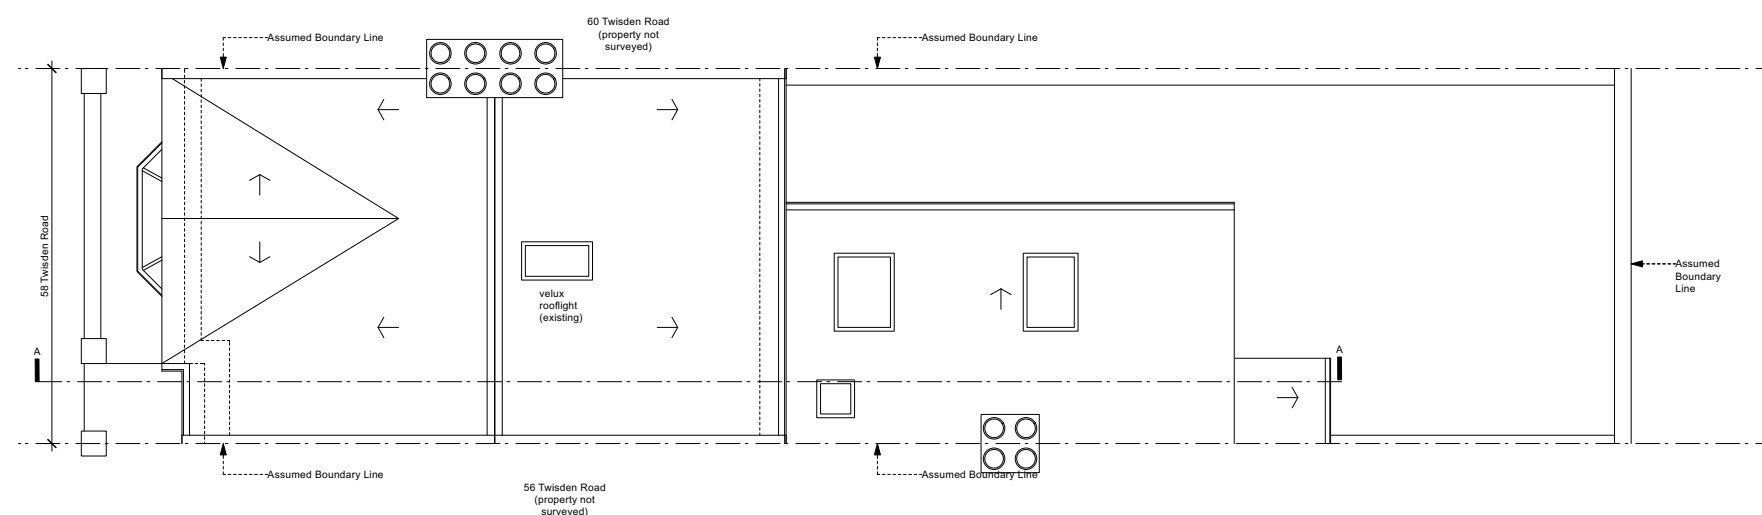 60 Twisden Road
(property not
surveyed)
Assumed Boundary Line
Assumed Boundary Line
58 Twisden Road
Assumed
Boundary
Line
velux
rooflight
(existing)
A
A
Assumed Boundary Line
Assumed Boundary Line
56 Twisden Road
(property not
surveyed)